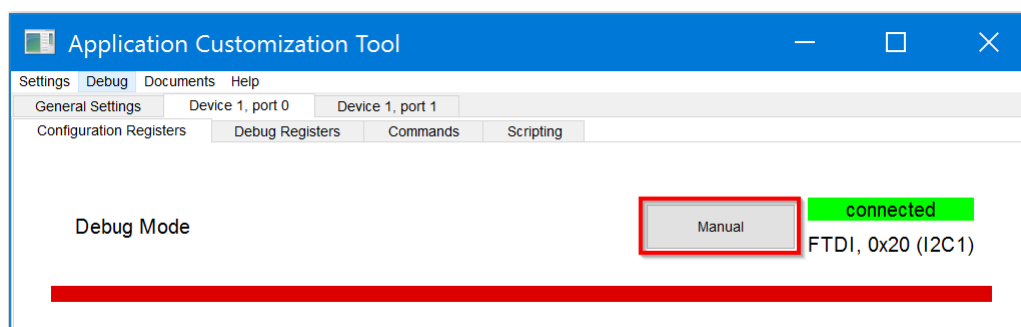 Application Customization Tool
Settings Debug Documents Help
General Settings Device 1, port 0 Device 1, port 1
Configuration Registers Debug Registers Commands Scripting
Debug Mode
Manual
connected
FTDI, 0x20 (I2C1)